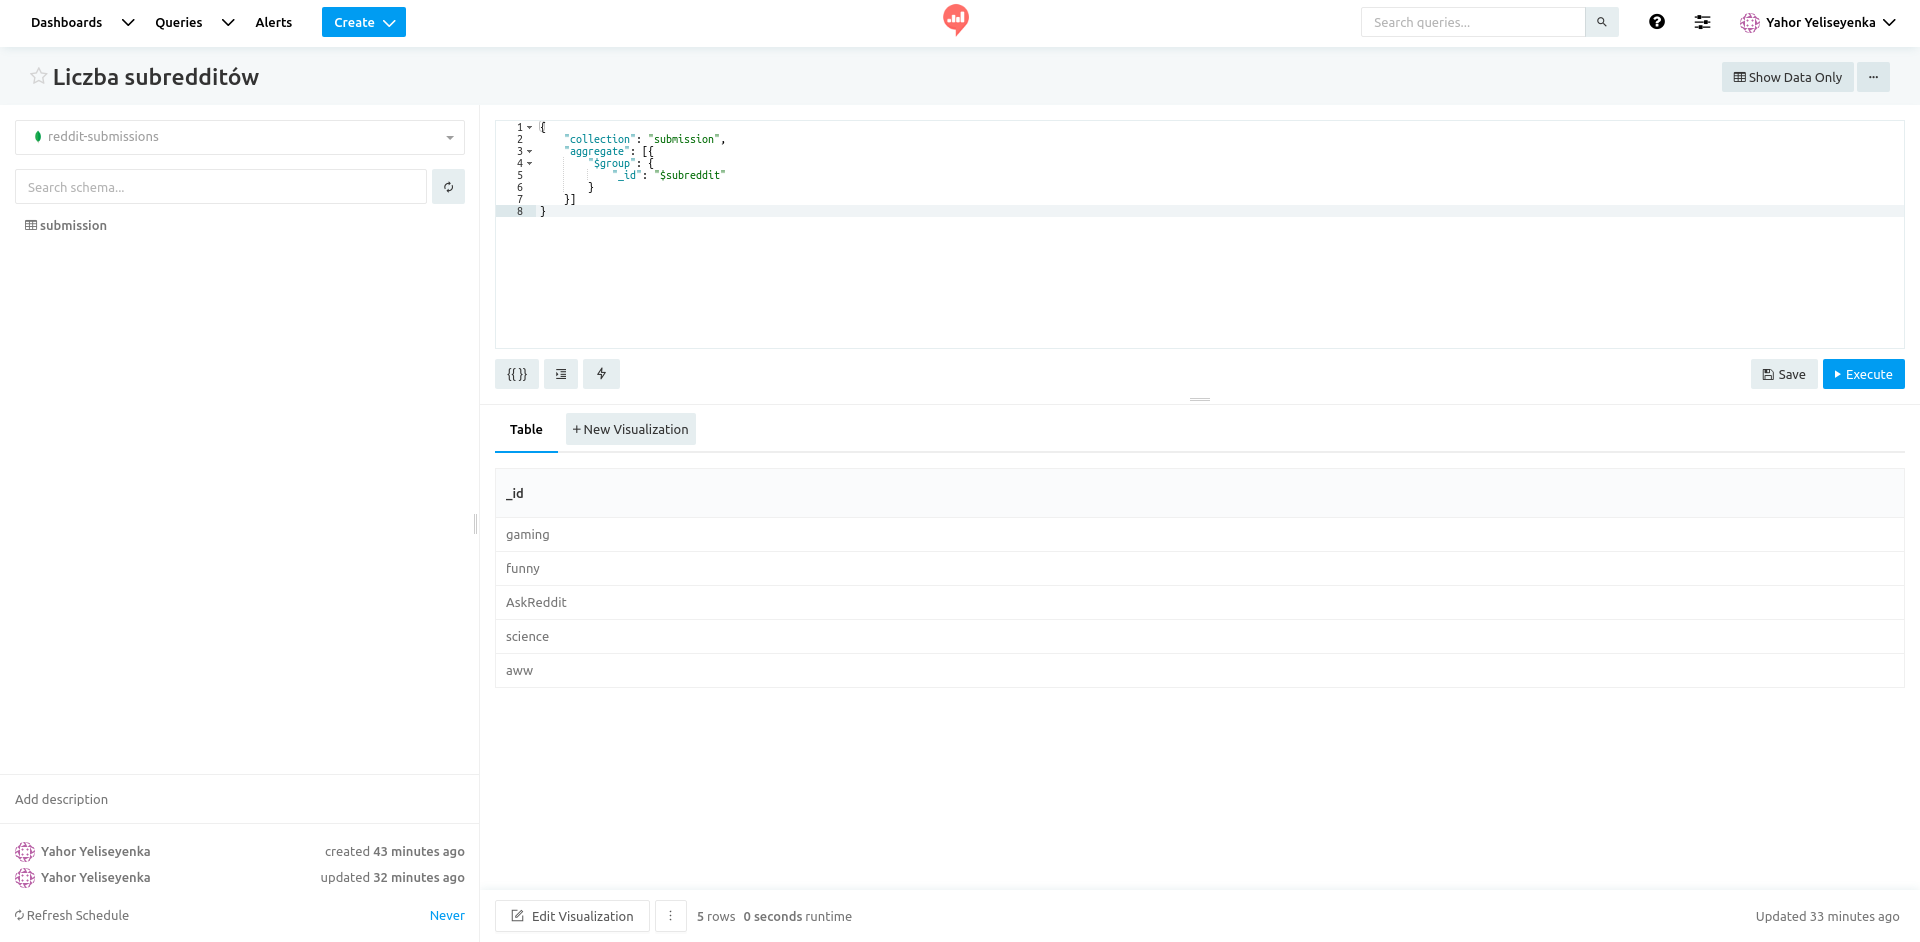 Dashboards Queries Alerts Create Search queries... Yahor Yeliseyenka
Liczba subredditów Show Data Only ...
reddit-submissions
Search schema...
submission
1 {
2 "collection": "submission",
3 "aggregate": [{
4 "$group": {
5 "_id": "$subreddit"
6 }
7 }]
8 }
{{ }} Save Execute
Table + New Visualization
_id
gaming
funny
AskReddit
science
aww
Add description
Yahor Yeliseyenka created 43 minutes ago
Yahor Yeliseyenka updated 32 minutes ago
Refresh Schedule Never
Edit Visualization 5 rows 0 seconds runtime Updated 33 minutes ago